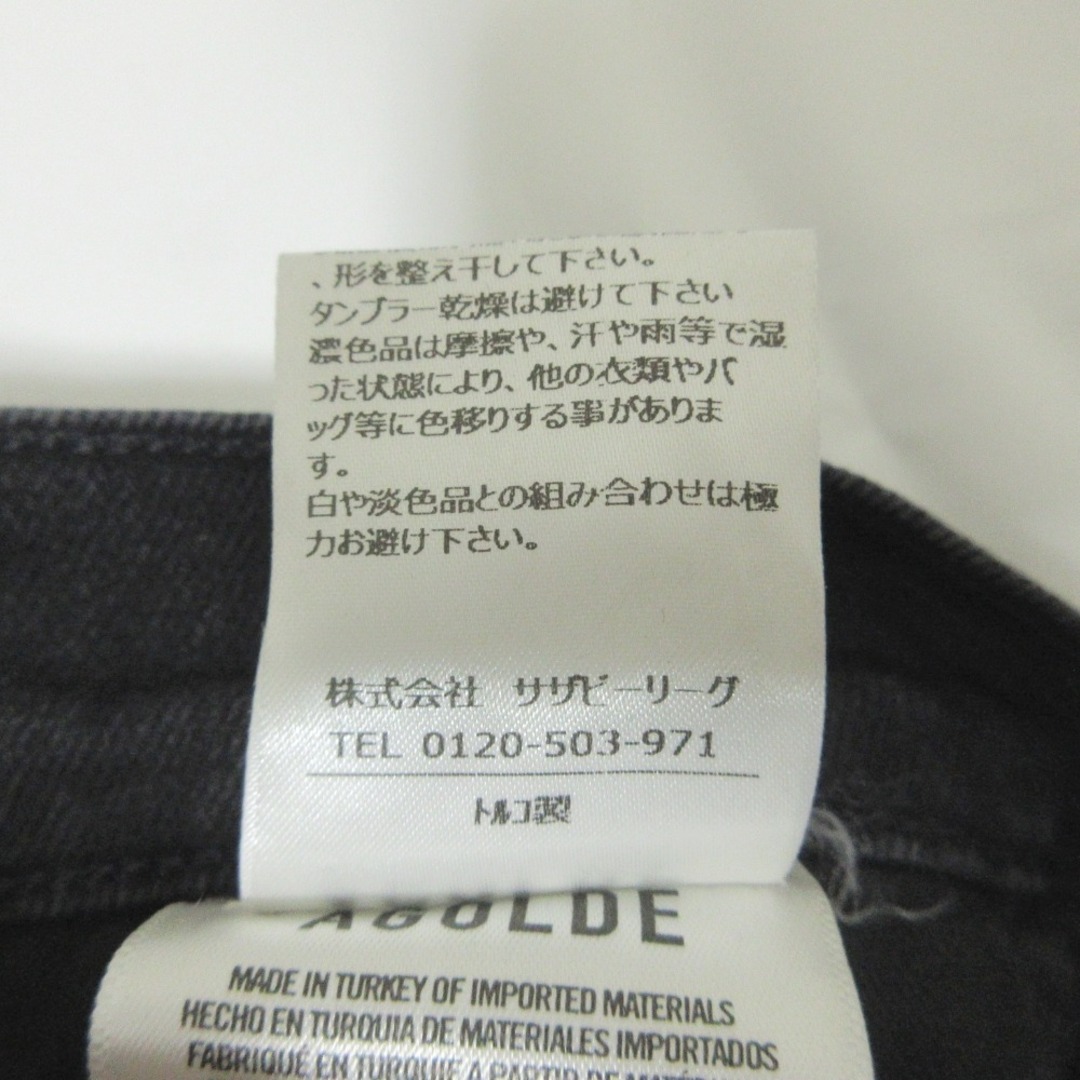 、形を整え干して下さい。
タンブラー乾燥は避けて下さい
濃色品は摩擦や、汗や雨等で湿
った状態により、他の衣類やバ
ッグ等に色移りする事がありま
す。
白や淡色品との組み合わせは極
力お避け下さい。
株式会社 サザビーリーグ
TEL 0120-503-971
トルコ製
AGOLDE
MADE IN TURKEY OF IMPORTED MATERIALS
HECHO EN TURQUIA DE MATERIALES IMPORTADOS
FABRIQUÉ EN TURQUIE A PARTIR DE